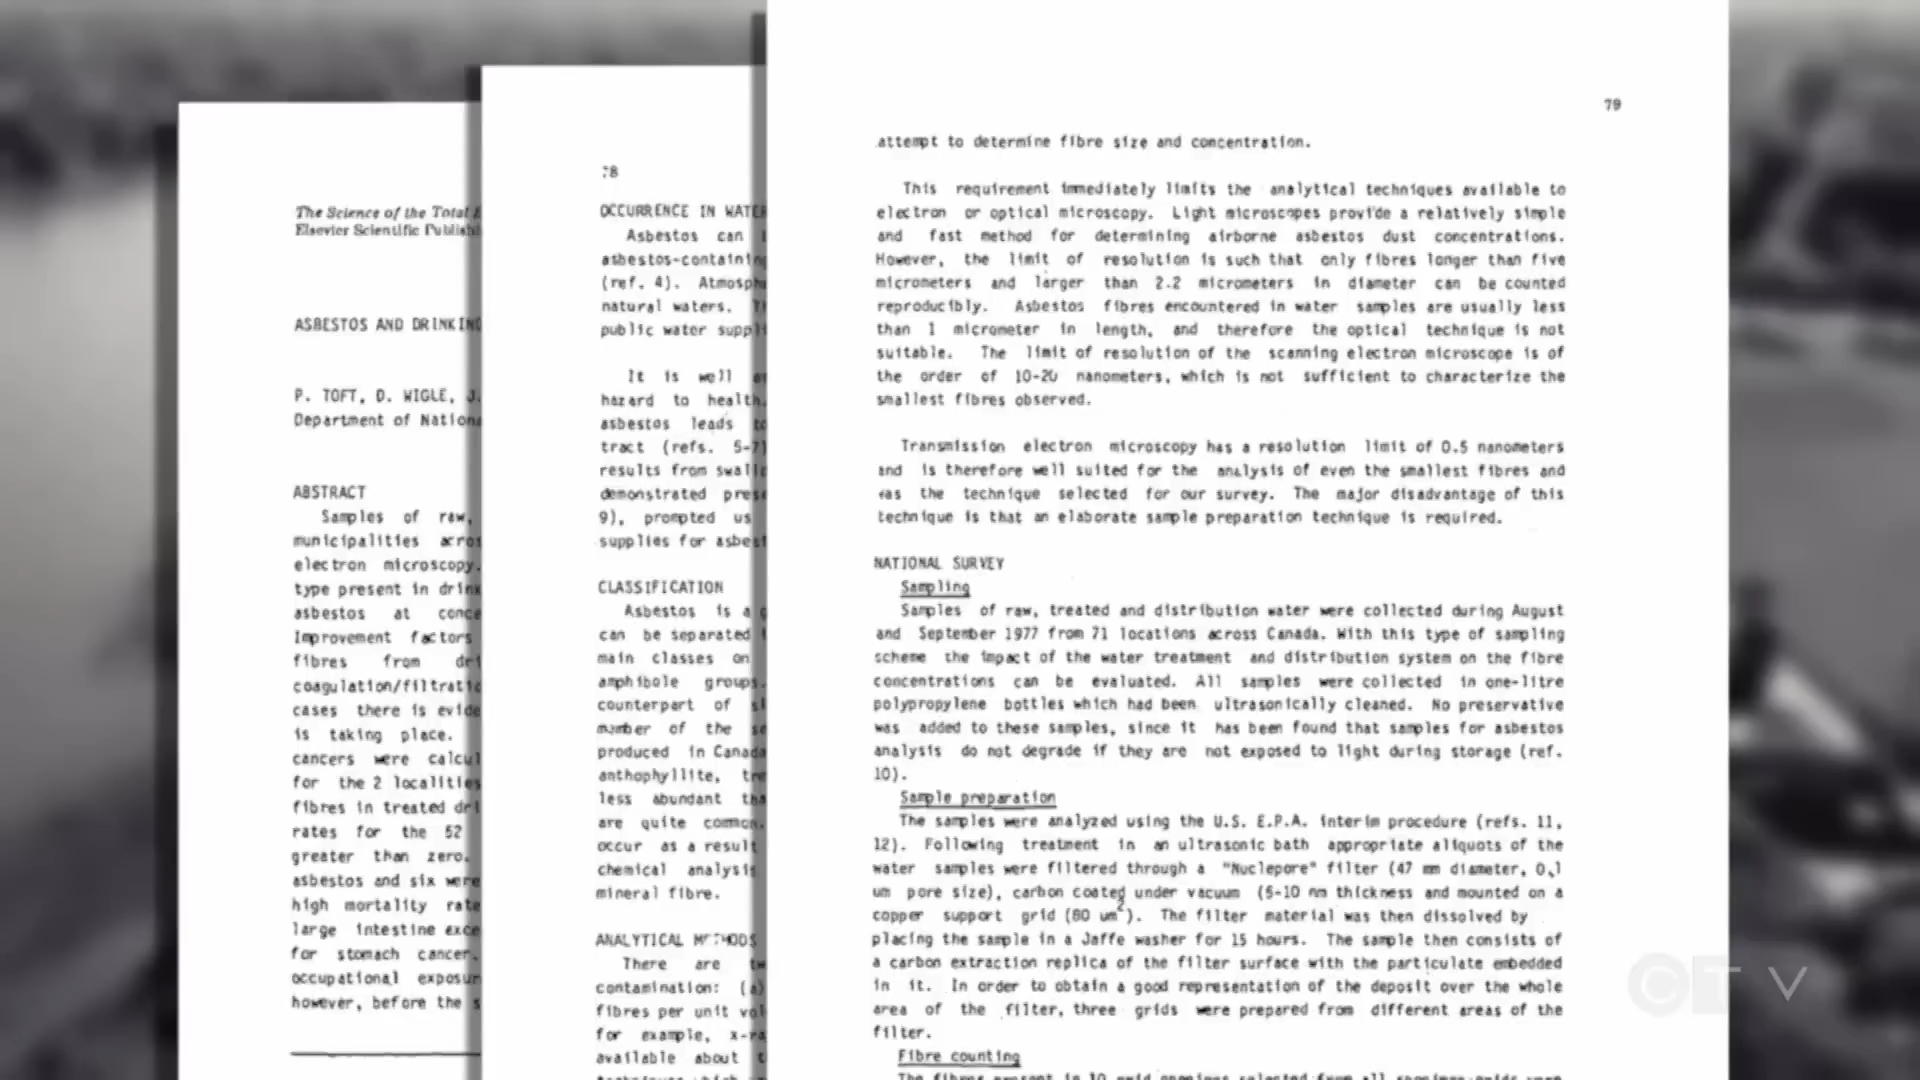 The Science of the Total
Elsevier Scientific Publish
ASBESTOS AND DRINKING
P. TOFT, D. WIGLE, J.
Department of Nation
ABSTRACT
Samples of raw,
municipalities acros
electron microscopy.
type present in drink
asbestos at conce
Improvement factors
fibres from dri
coagulation/filtratio
cases there is evide
is taking place.
cancers were calcul
for the 2 localities
fibres in treated dri
rates for the 52
greater than zero.
asbestos and six were
high mortality rate
large intestine exce
for stomach cancer.
occupational exposur
however, before the s
78
OCCURRENCE IN WATER
Asbestos can
asbestos-containing
(ref. 4). Atmosph
natural waters. T
public water suppli
It is well
hazard to health.
asbestos leads to
tract (refs. 5-7)
results from swallo
demonstrated prese
9), prompted us
supplies for asbest
CLASSIFICATION
Asbestos is a
can be separated
main classes on
amphibole groups.
counterpart of
member of the se
produced in Canada
anthophyllite, tre
less abundant tha
are quite common.
occur as a result
chemical analysis
mineral fibre.
ANALYTICAL METHODS
There are tw
contamination: (a)
fibres per unit vol
for example, x-ra
available about t
79
attempt to determine fibre size and concentration.
This requirement immediately limits the analytical techniques available to
electron or optical microscopy. Light microscopes provide a relatively simple
and fast method for determining airborne asbestos dust concentrations.
However, the limit of resolution is such that only fibres longer than five
micrometers and larger than 2.2 micrometers in diameter can be counted
reproducibly. Asbestos fibres encountered in water samples are usually less
than 1 micrometer in length, and therefore the optical technique is not
suitable. The limit of resolution of the scanning electron microscope is of
the order of 10-20 nanometers, which is not sufficient to characterize the
smallest fibres observed.
Transmission electron microscopy has a resolution limit of 0.5 nanometers
and is therefore well suited for the analysis of even the smallest fibres and
was the technique selected for our survey. The major disadvantage of this
technique is that an elaborate sample preparation technique is required.
NATIONAL SURVEY
Sampling
Samples of raw, treated and distribution water were collected during August
and September 1977 from 71 locations across Canada. With this type of sampling
scheme the impact of the water treatment and distribution system on the fibre
concentrations can be evaluated. All samples were collected in one-litre
polypropylene bottles which had been ultrasonically cleaned. No preservative
was added to these samples, since it has been found that samples for asbestos
analysis do not degrade if they are not exposed to light during storage (ref.
10).
Sample preparation
The samples were analyzed using the U.S. E.P.A. interim procedure (refs. 11,
12). Following treatment in an ultrasonic bath appropriate aliquots of the
water samples were filtered through a "Nuclepore" filter (47 mm diameter, 0.1
um pore size), carbon coated under vacuum (5-10 nm thickness and mounted on a
copper support grid (80 um²). The filter material was then dissolved by
placing the sample in a Jaffe washer for 15 hours. The sample then consists of
a carbon extraction replica of the filter surface with the particulate embedded
in it. In order to obtain a good representation of the deposit over the whole
area of the filter, three grids were prepared from different areas of the
filter.
Fibre counting
CTV